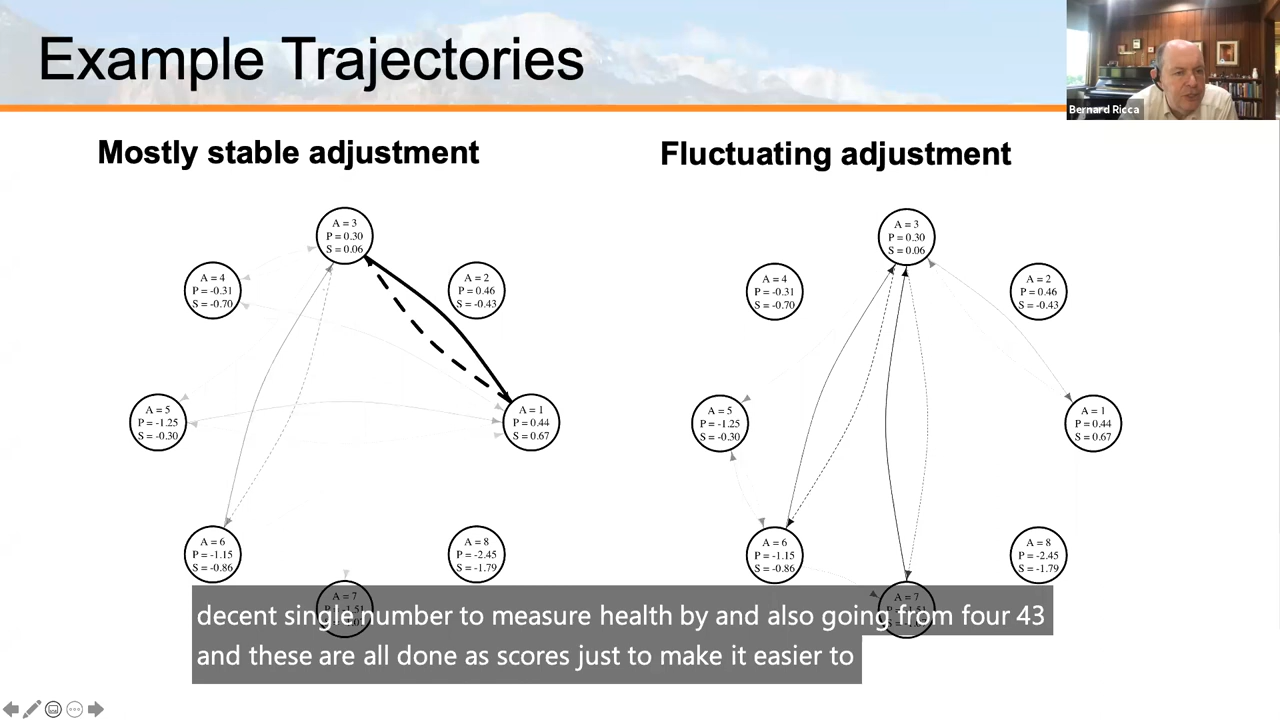 Example Trajectories
Bernard Ricca
Mostly stable adjustment
A = 3
P = 0.30
S = 0.06
A = 4
P = -0.31
S = -0.70
A = 2
P = 0.46
S = -0.43
A = 5
P = -1.25
S = -0.30
A = 1
P = 0.44
S = 0.67
A = 6
P = -1.15
S = -0.86
A = 8
P = -2.45
S = -1.79
A = 7
Fluctuating adjustment
A = 3
P = 0.30
S = 0.06
A = 4
P = -0.31
S = -0.70
A = 2
P = 0.46
S = -0.43
A = 5
P = -1.25
S = -0.30
A = 1
P = 0.44
S = 0.67
A = 6
P = -1.15
S = -0.86
A = 8
P = -2.45
S = -1.79
A = 7
decent single number to measure health by and also going from four 43
and these are all done as scores just to make it easier to